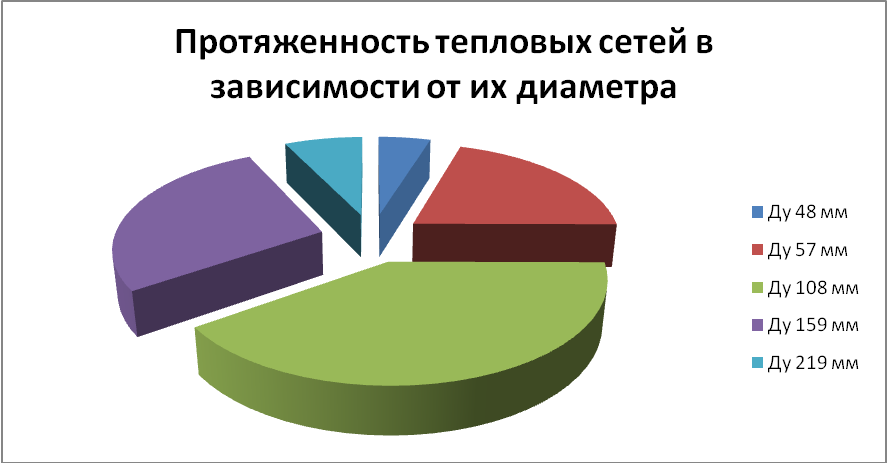 Протяженность тепловых сетей в
зависимости от их диаметра
Ду 48 мм
Ду 57 мм
Ду 108 мм
Ду 159 мм
Ду 219 мм